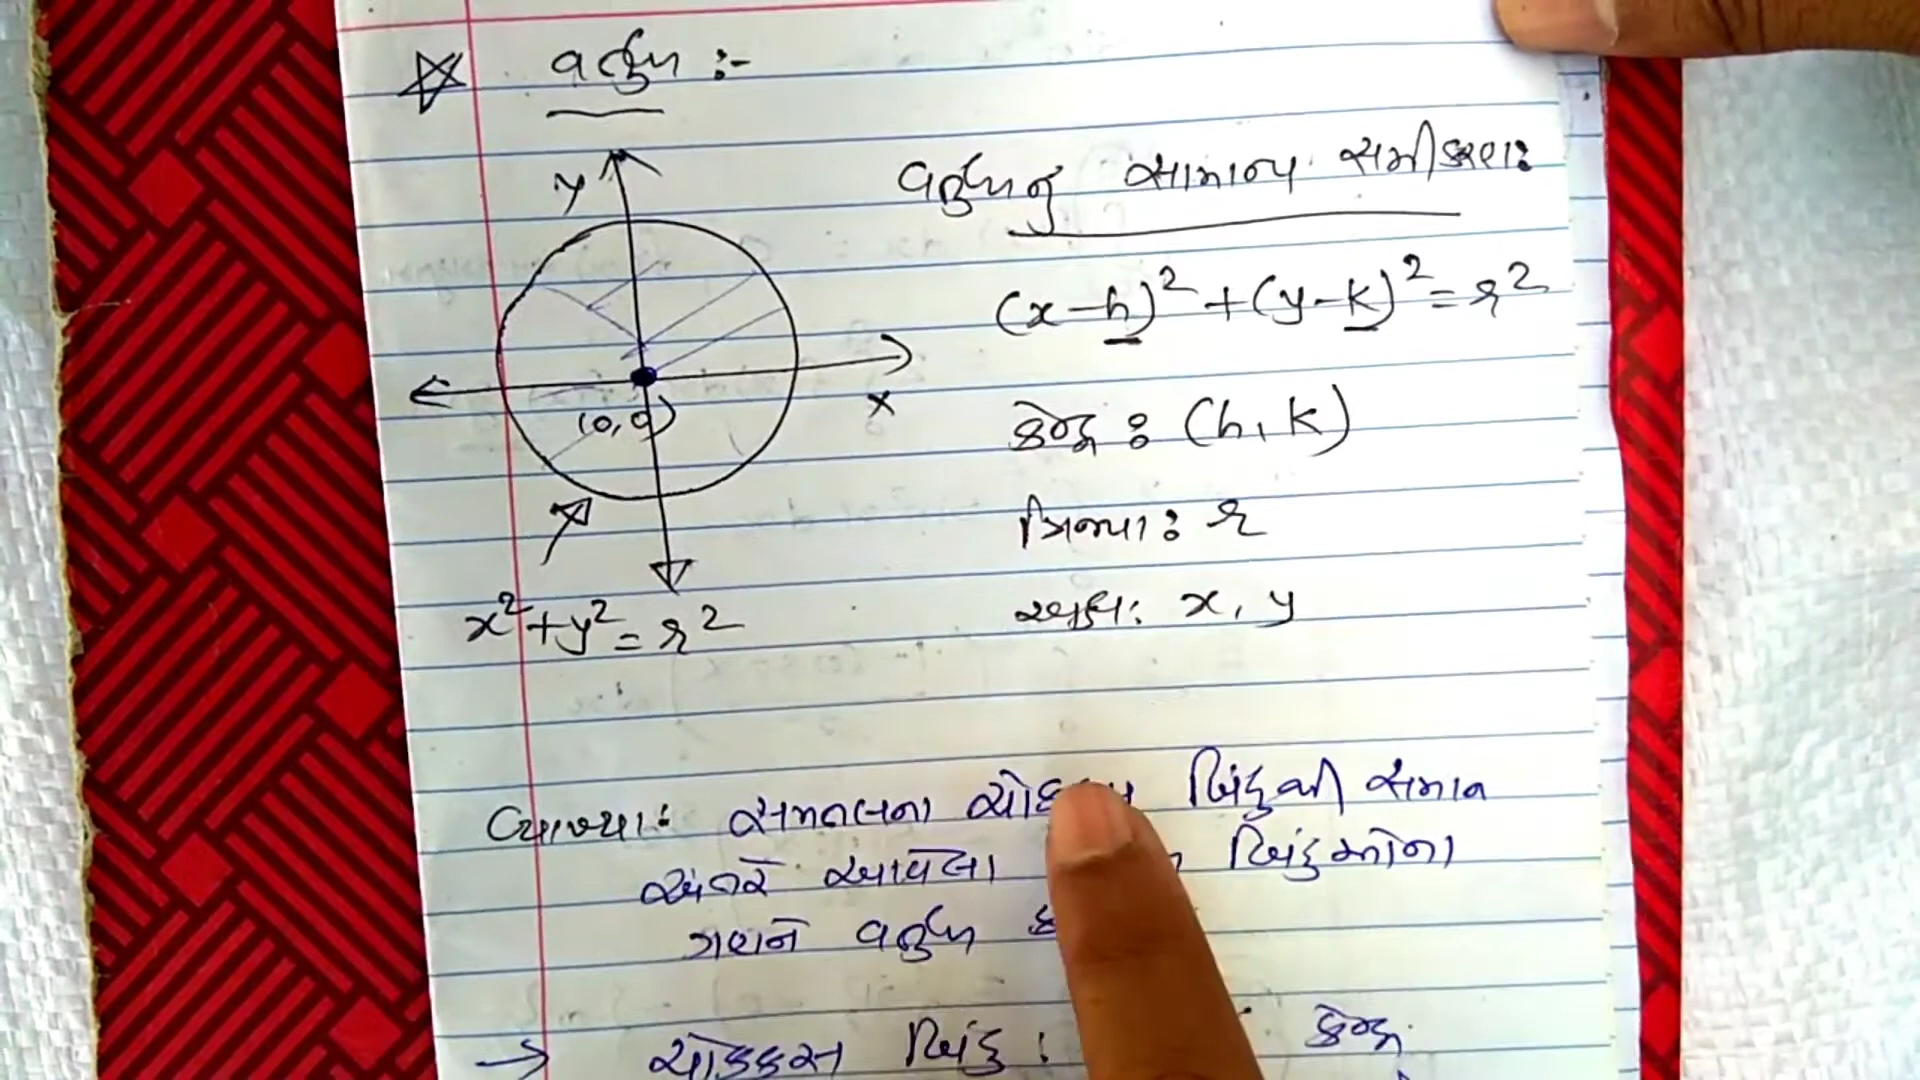 વર્તુળ :-
y
વર્તુળનું સામાન્ય સમીકરણ:
(x-h)² + (y-k)² = r²
x
(0,0)
કેન્દ્ર : (h, k)
ત્રિજ્યા : r
x² + y² = r²
ચલ: x, y
વ્યાખ્યા: સમતલના બિંદુથી સમાન
અંતરે આવેલા બિંદુઓના
ગણને વર્તુળ
→ ચોક્કસ બિંદુ : કેન્દ્ર